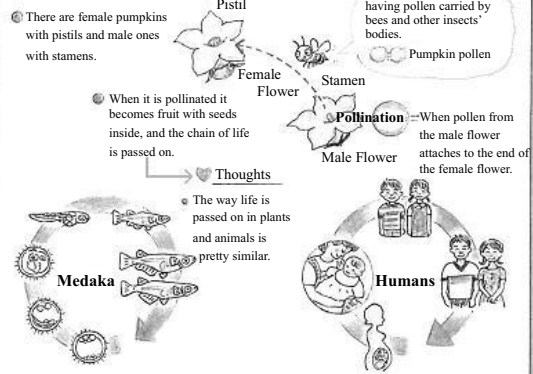 Pistil
There are female pumpkins
with pistils and male ones
with stamens.
having pollen carried by
bees and other insects'
bodies.
Pumpkin pollen
Female
Flower
Stamen
When it is pollinated it
becomes fruit with seeds
inside, and the chain of life
is passed on.
Pollination
When pollen from
the male flower
attaches to the end of
the female flower.
Male Flower
Thoughts
The way life is
passed on in plants
and animals is
pretty similar.
Medaka
Humans